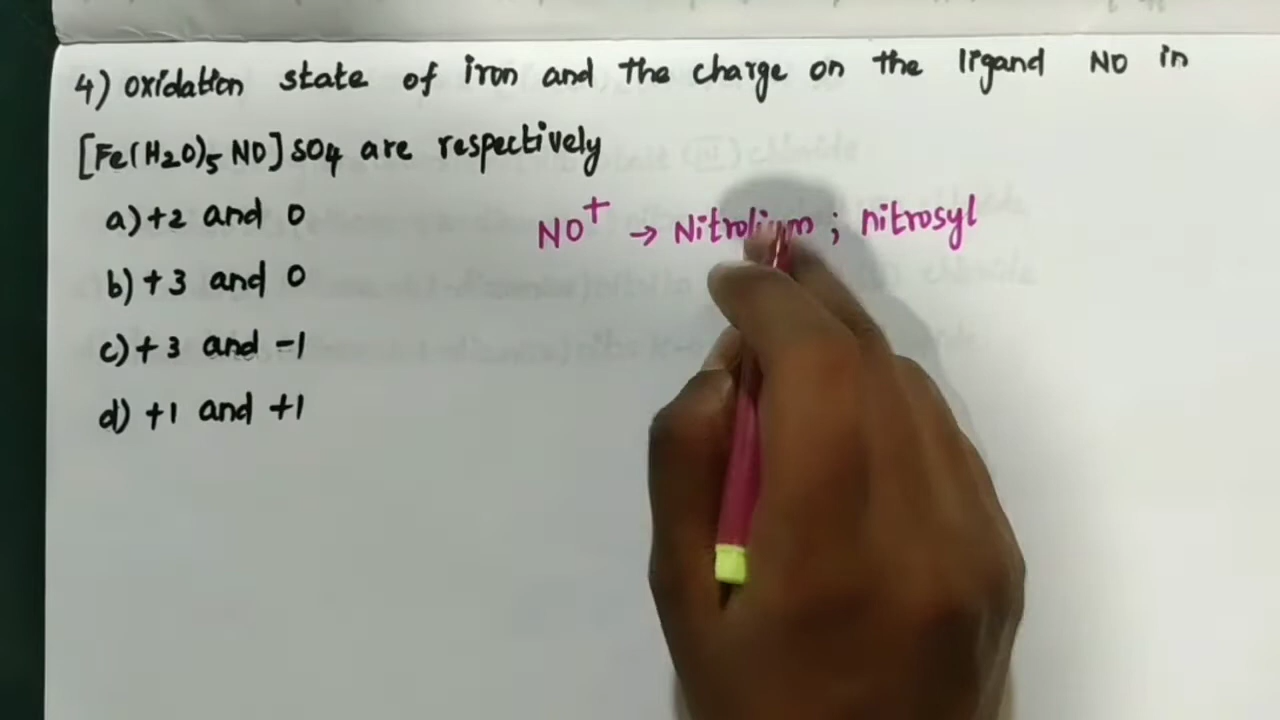 4) oxidation state of iron and the charge on the ligand NO in
[Fe(H2O)5 NO] SO4 are respectively
a) +2 and 0
NO+ → Nitrolium ; nitrosyl
b) +3 and 0
c) +3 and -1
d) +1 and +1